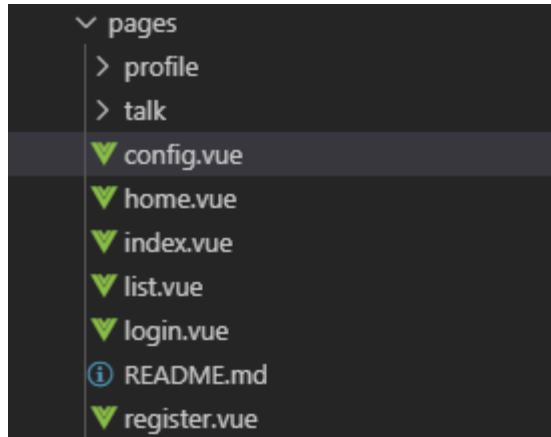 pages
profile
talk
config.vue
home.vue
index.vue
list.vue
login.vue
README.md
register.vue